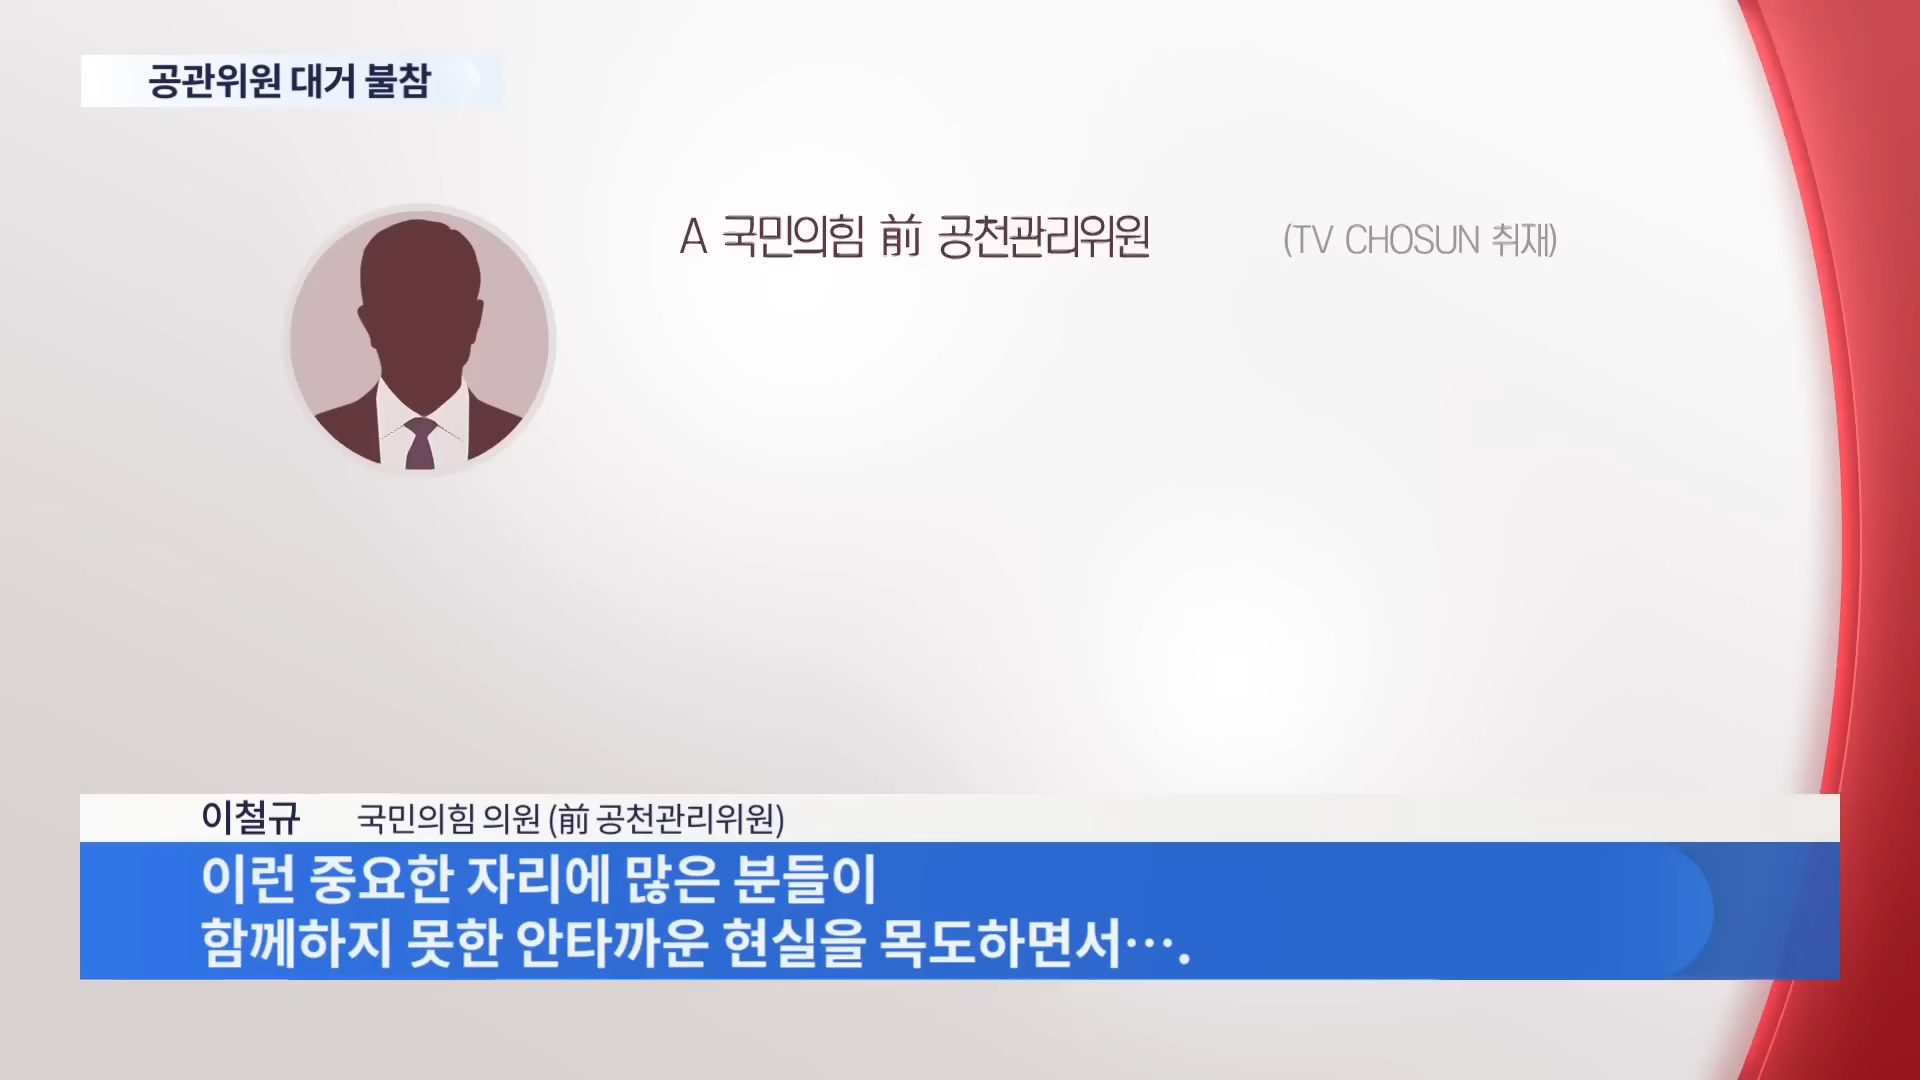 공관위원 대거 불참
A 국민의힘 前 공천관리위원 (TV CHOSUN 취재)
이철규 국민의힘 의원 (前 공천관리위원)
이런 중요한 자리에 많은 분들이
함께하지 못한 안타까운 현실을 목도하면서….